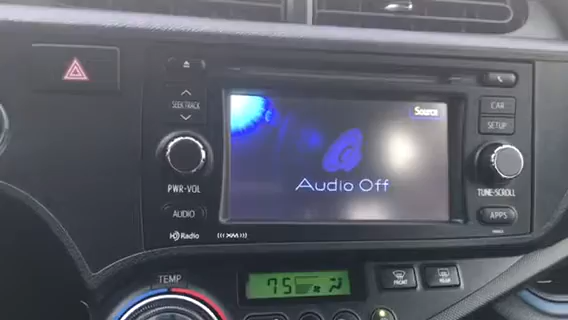 SEEK/TRACK
PWR·VOL
AUDIO
HD Radio
((XM))
Source
Audio Off
CAR
SETUP
TUNE·SCROLL
APPS
TEMP
75
FRONT
REAR